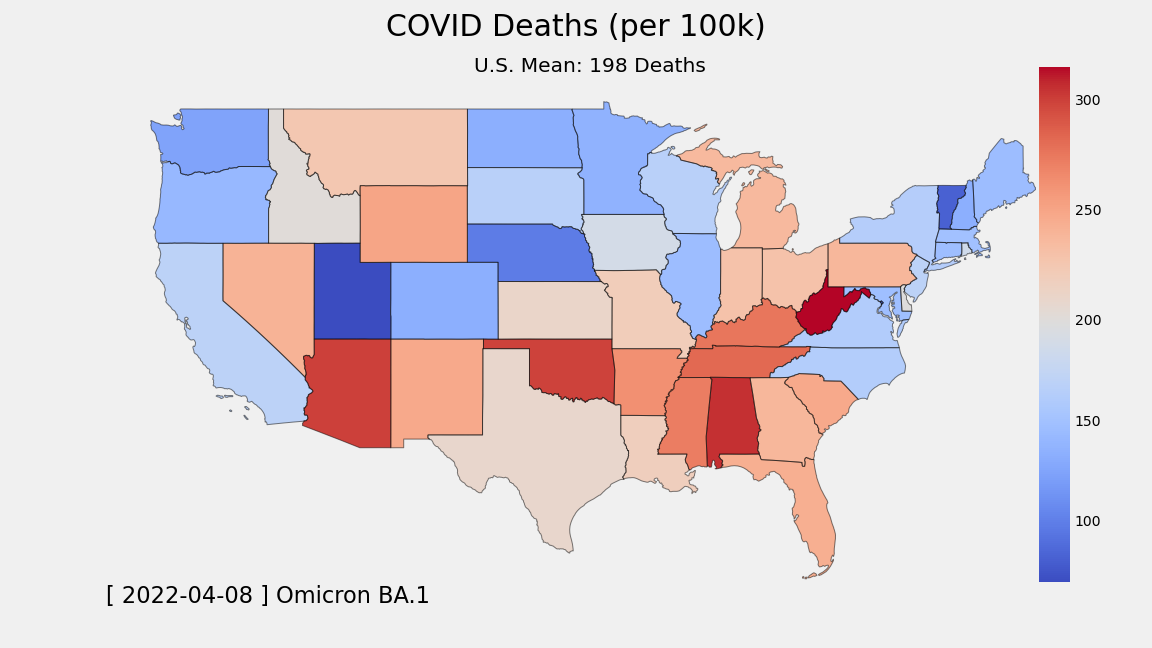 COVID Deaths (per 100k)
U.S. Mean: 198 Deaths
300
250
200
150
100
[ 2022-04-08 ] Omicron BA.1